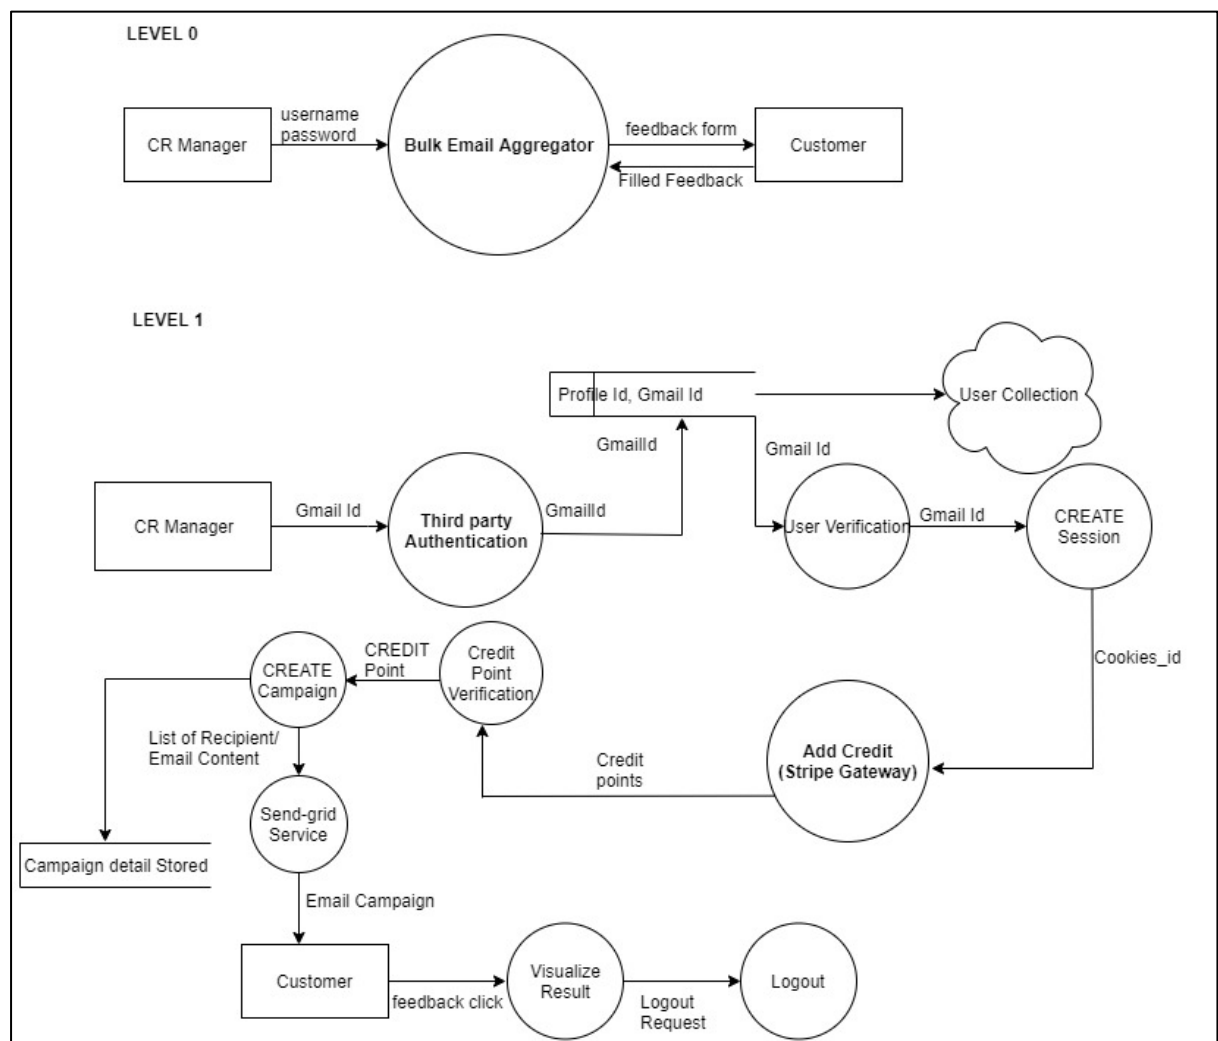 LEVEL 0
CR Manager
username
password
Bulk Email Aggregator
feedback form
Filled Feedback
Customer
LEVEL 1
Profile Id, Gmail Id
User Collection
GmailId
Gmail Id
CR Manager
Gmail Id
Third party
Authentication
GmailId
User Verification
Gmail Id
CREATE
Session
Cookies_id
CREATE
Campaign
CREDIT
Point
Credit
Point
Verification
Add Credit
(Stripe Gateway)
Credit
points
List of Recipient/
Email Content
Send-grid
Service
Campaign detail Stored
Email Campaign
Customer
feedback click
Visualize
Result
Logout
Request
Logout